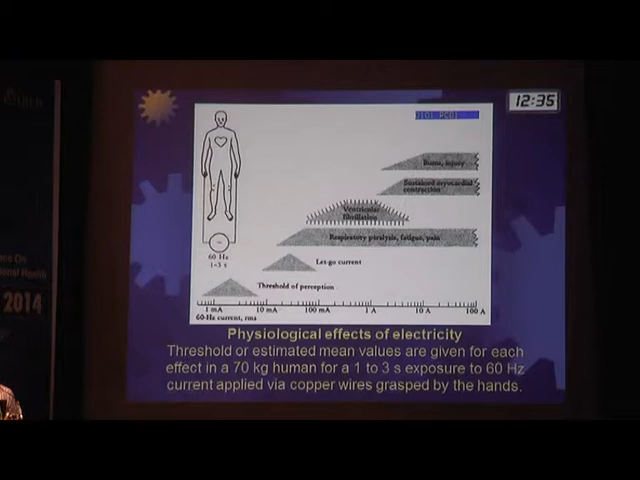 12:35
Burns, injury
Sustained myocardial
contraction
Ventricular
fibrillation
Respiratory paralysis, fatigue, pain
60 Hz
1–3 s
Let-go current
Threshold of perception
1 mA 10 mA 100 mA 1 A 10 A 100 A
60-Hz current, rms
Physiological effects of electricity
Threshold or estimated mean values are given for each
effect in a 70 kg human for a 1 to 3 s exposure to 60 Hz
current applied via copper wires grasped by the hands.
2014